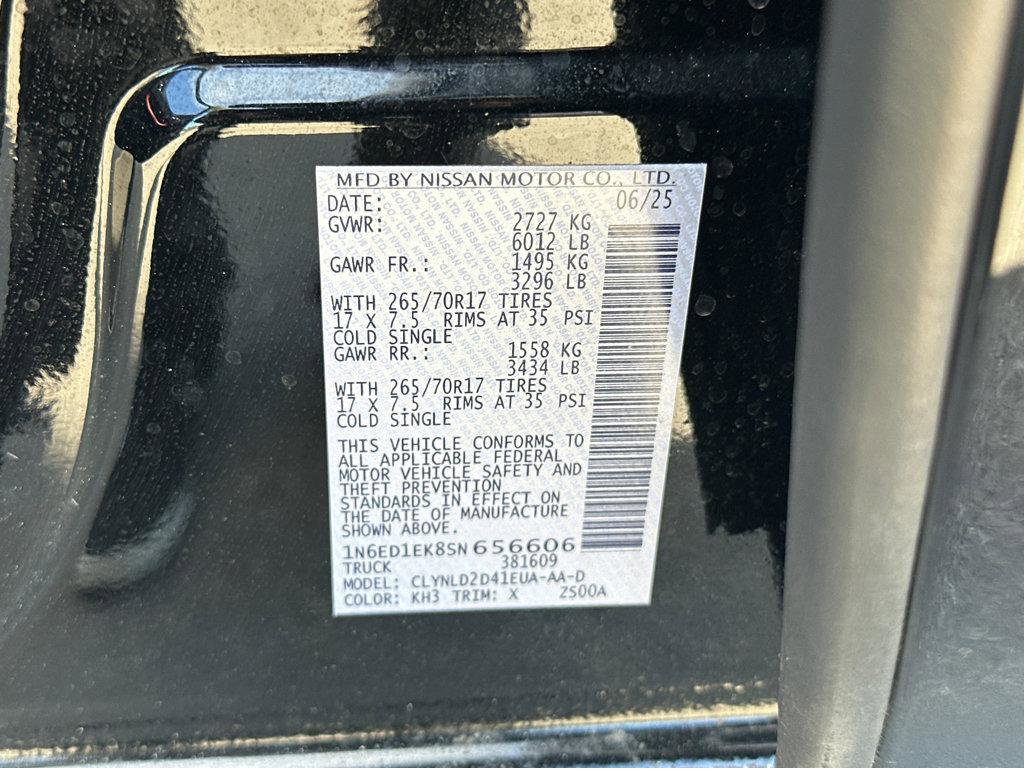 MFD BY NISSAN MOTOR CO., LTD.
DATE: 06/25
GVWR: 2727 KG
6012 LB
GAWR FR.: 1495 KG
3296 LB
WITH 265/70R17 TIRES
17 X 7.5 RIMS AT 35 PSI
COLD SINGLE
GAWR RR.: 1558 KG
3434 LB
WITH 265/70R17 TIRES
17 X 7.5 RIMS AT 35 PSI
COLD SINGLE
THIS VEHICLE CONFORMS TO
ALL APPLICABLE FEDERAL
MOTOR VEHICLE SAFETY AND
THEFT PREVENTION
STANDARDS IN EFFECT ON
THE DATE OF MANUFACTURE
SHOWN ABOVE.
1N6ED1EK8SN656606
TRUCK 381609
MODEL: CLYNLD2D41EUA-AA-D
COLOR: KH3 TRIM: X ZS00A